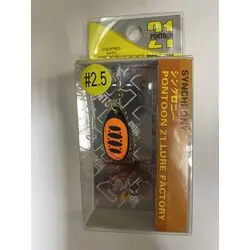 21
PONTOON
#2.5
SYNCHRONY
シンクロニー
PONTOON 21 LURE FACTORY